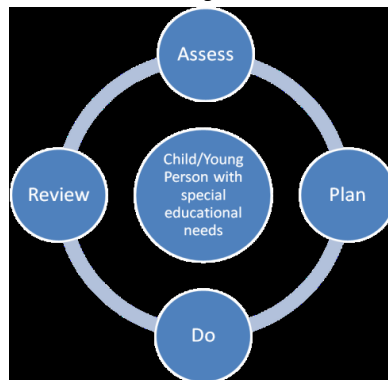 Assess
Review
Child/Young
Person with
special
educational
needs
Plan
Do